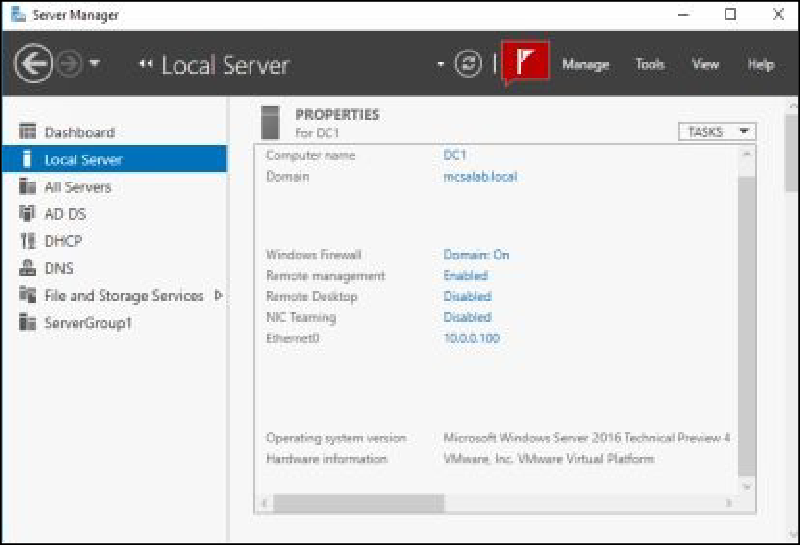 Server Manager
Local Server
Manage Tools View Help
Dashboard
Local Server
All Servers
AD DS
DHCP
DNS
File and Storage Services
ServerGroup1
PROPERTIES
For DC1
TASKS
Computer name DC1
Domain mcsalab.local
Windows Firewall Domain: On
Remote management Enabled
Remote Desktop Disabled
NIC Teaming Disabled
Ethernet0 10.0.0.100
Operating system version Microsoft Windows Server 2016 Technical Preview 4
Hardware information VMware, Inc. VMware Virtual Platform